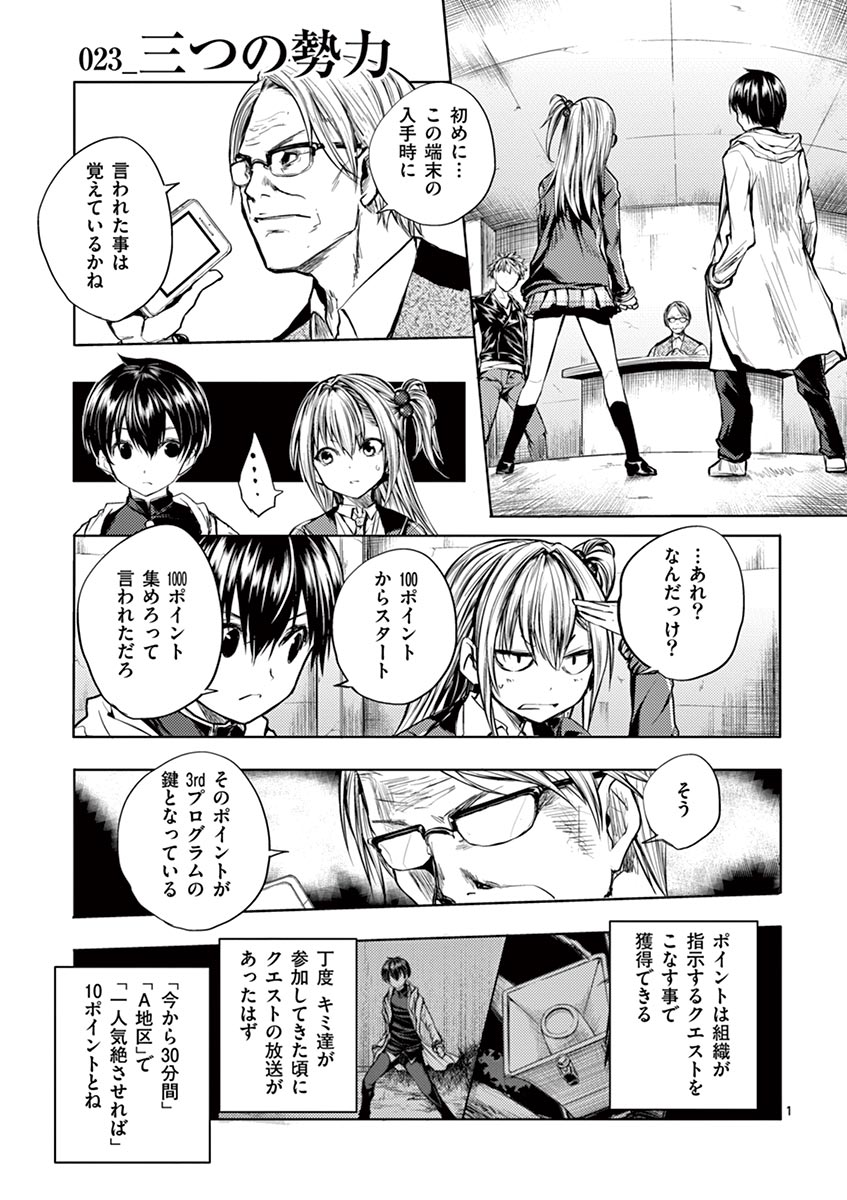 023_三つの勢力
初めに…
この端末の
入手時に
言われた事は
覚えているかね
…あれ？
なんだっけ？
100ポイント
からスタート
1000ポイント
集めろって
言われただろ
そう
そのポイントが
3rdプログラムの
鍵となっている
ポイントは組織が
指示するクエストを
こなす事で
獲得できる
丁度 キミ達が
参加してきた頃に
クエストの放送が
あったはず
「今から30分間」
「A地区」で
「一人気絶させれば」
10ポイントとね
1